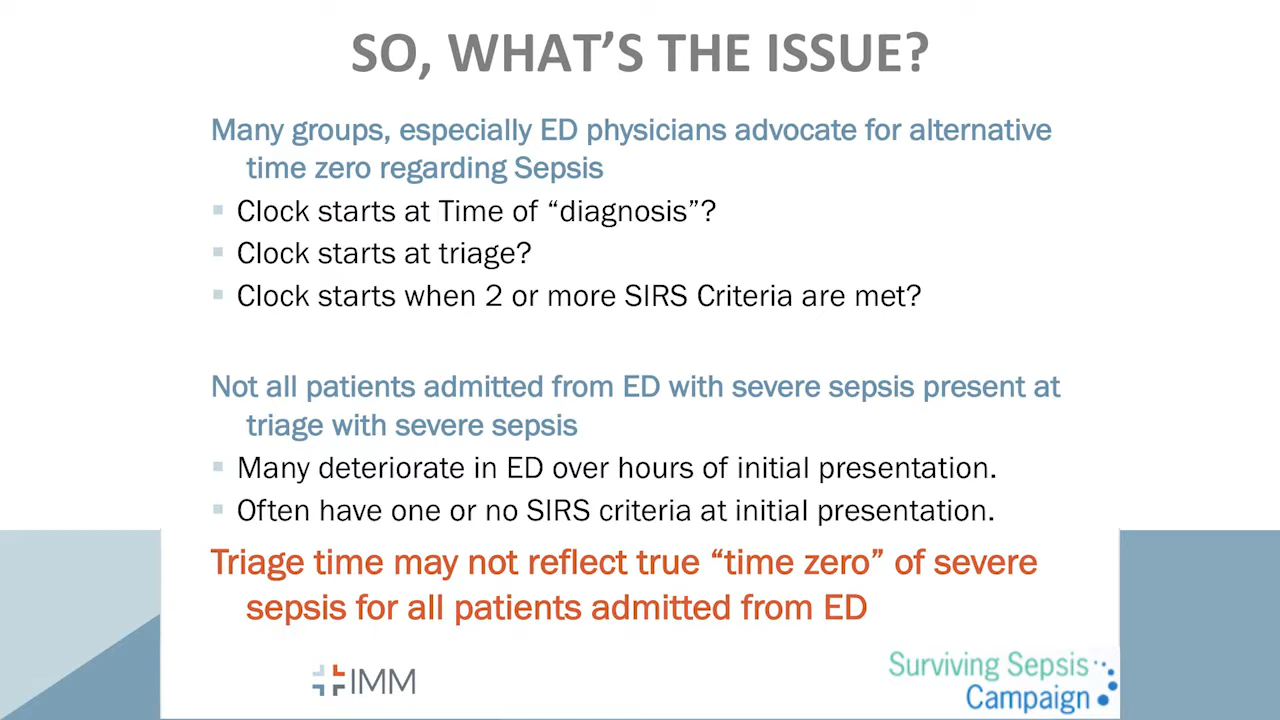 SO, WHAT’S THE ISSUE?
Many groups, especially ED physicians advocate for alternative
time zero regarding Sepsis
▪ Clock starts at Time of “diagnosis”?
▪ Clock starts at triage?
▪ Clock starts when 2 or more SIRS Criteria are met?
Not all patients admitted from ED with severe sepsis present at
triage with severe sepsis
▪ Many deteriorate in ED over hours of initial presentation.
▪ Often have one or no SIRS criteria at initial presentation.
Triage time may not reflect true “time zero” of severe
sepsis for all patients admitted from ED
IMM
Surviving Sepsis
Campaign